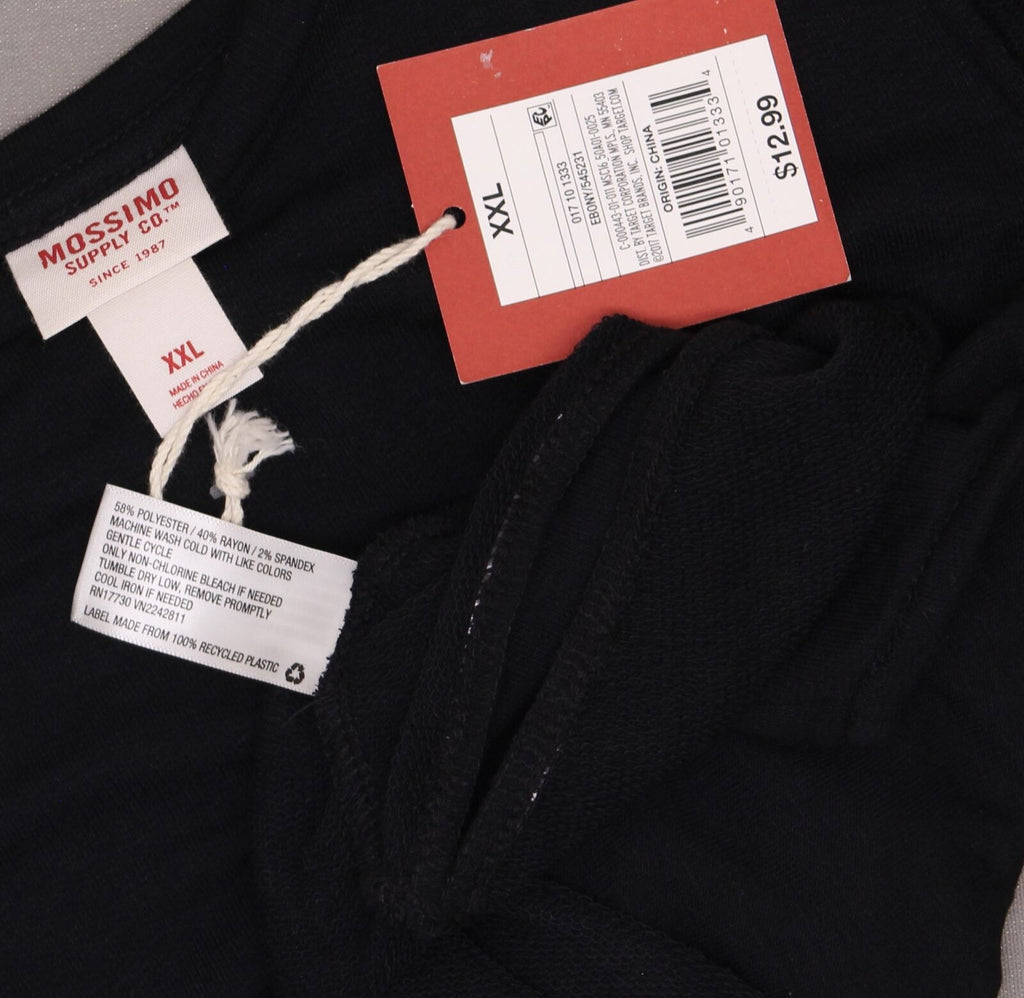 MOSSIMO
SUPPLY CO.™
SINCE 1987
XXL
MADE IN CHINA
58% POLYESTER / 40% RAYON / 2% SPANDEX
MACHINE WASH COLD WITH LIKE COLORS
GENTLE CYCLE
ONLY NON-CHLORINE BLEACH IF NEEDED
TUMBLE DRY LOW, REMOVE PROMPTLY
COOL IRON IF NEEDED
RN17730 VN2242811
LABEL MADE FROM 100% RECYCLED PLASTIC
XXL
017 10 1333
EBONY/545231
C-000443-01-011 MSC16 50A01-0025
DIST. BY TARGET CORPORATION MPLS., MN 55403
©2017 TARGET BRANDS, INC. SHOP TARGET.COM
ORIGIN: CHINA
4 90171 01333 4
$12.99